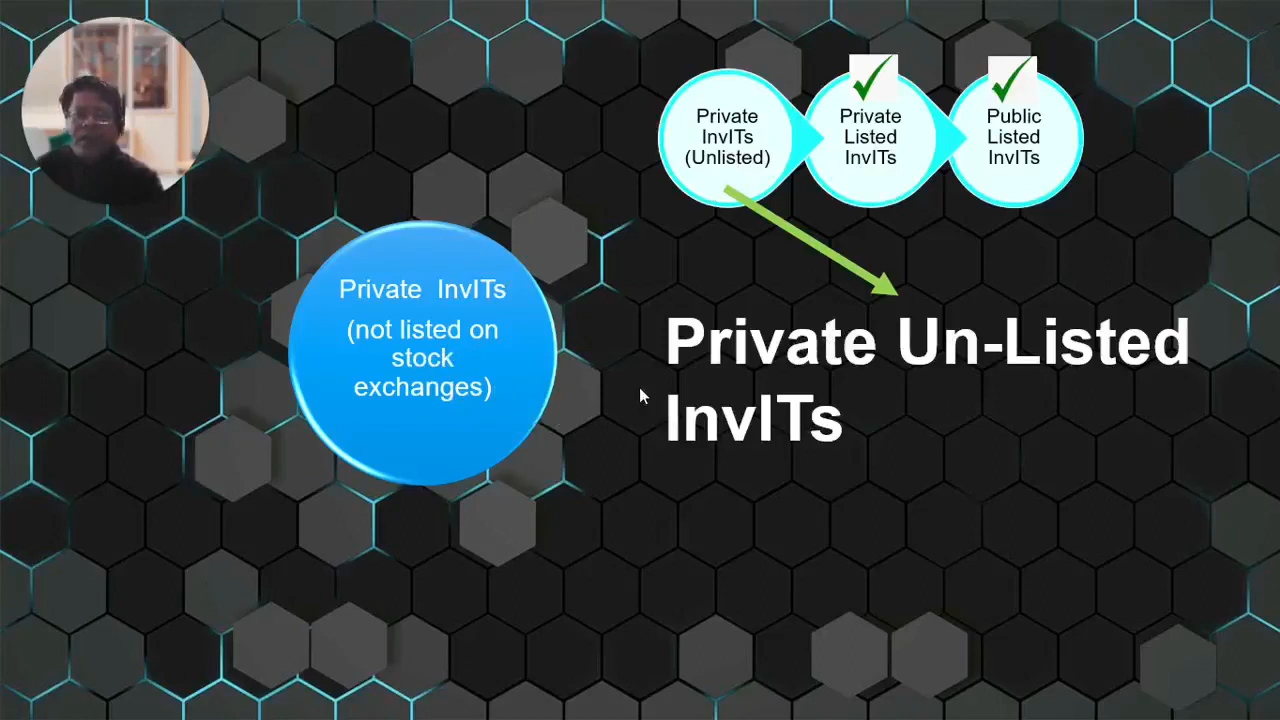 Private
InvITs
(Unlisted)
Private
Listed
InvITs
Public
Listed
InvITs
Private InvITs
(not listed on
stock
exchanges)
Private Un-Listed
InvITs